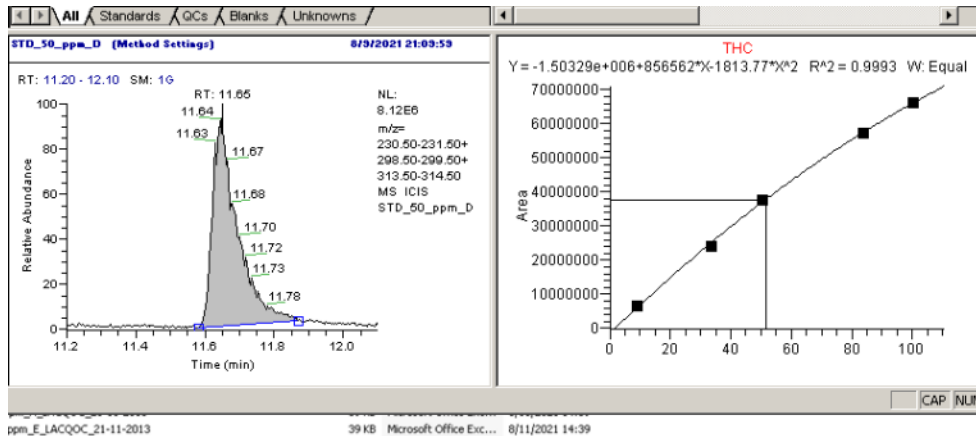 All Standards QCs Blanks Unknowns
STD_50_ppm_D (Method Settings) 8/9/2021 21:09:59
RT: 11.20 - 12.10 SM: 1G
RT: 11.65
11.64
11.63
11.67
11.68
11.70
11.72
11.73
11.78
NL:
8.12E6
m/z=
230.50-231.50+
298.50-299.50+
313.50-314.50
MS ICIS
STD_50_ppm_D
100
80
60
40
20
0
Relative Abundance
11.2 11.4 11.6 11.8 12.0
Time (min)
THC
Y = -1.50329e+006+856562*X-1813.77*X^2 R^2 = 0.9993 W: Equal
70000000
60000000
50000000
40000000
30000000
20000000
10000000
0
Area
0 20 40 60 80 100
CAP NUM
ppm_E_LACQOC_21-11-2013 39 KB Microsoft Office Exc... 8/11/2021 14:39